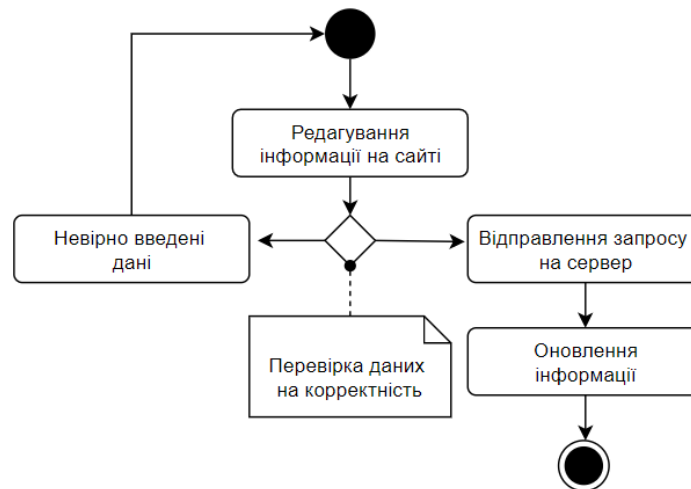 Редагування
інформації на сайті
Невірно введені
дані
Відправлення запросу
на сервер
Перевірка даних
на корректність
Оновлення
інформації